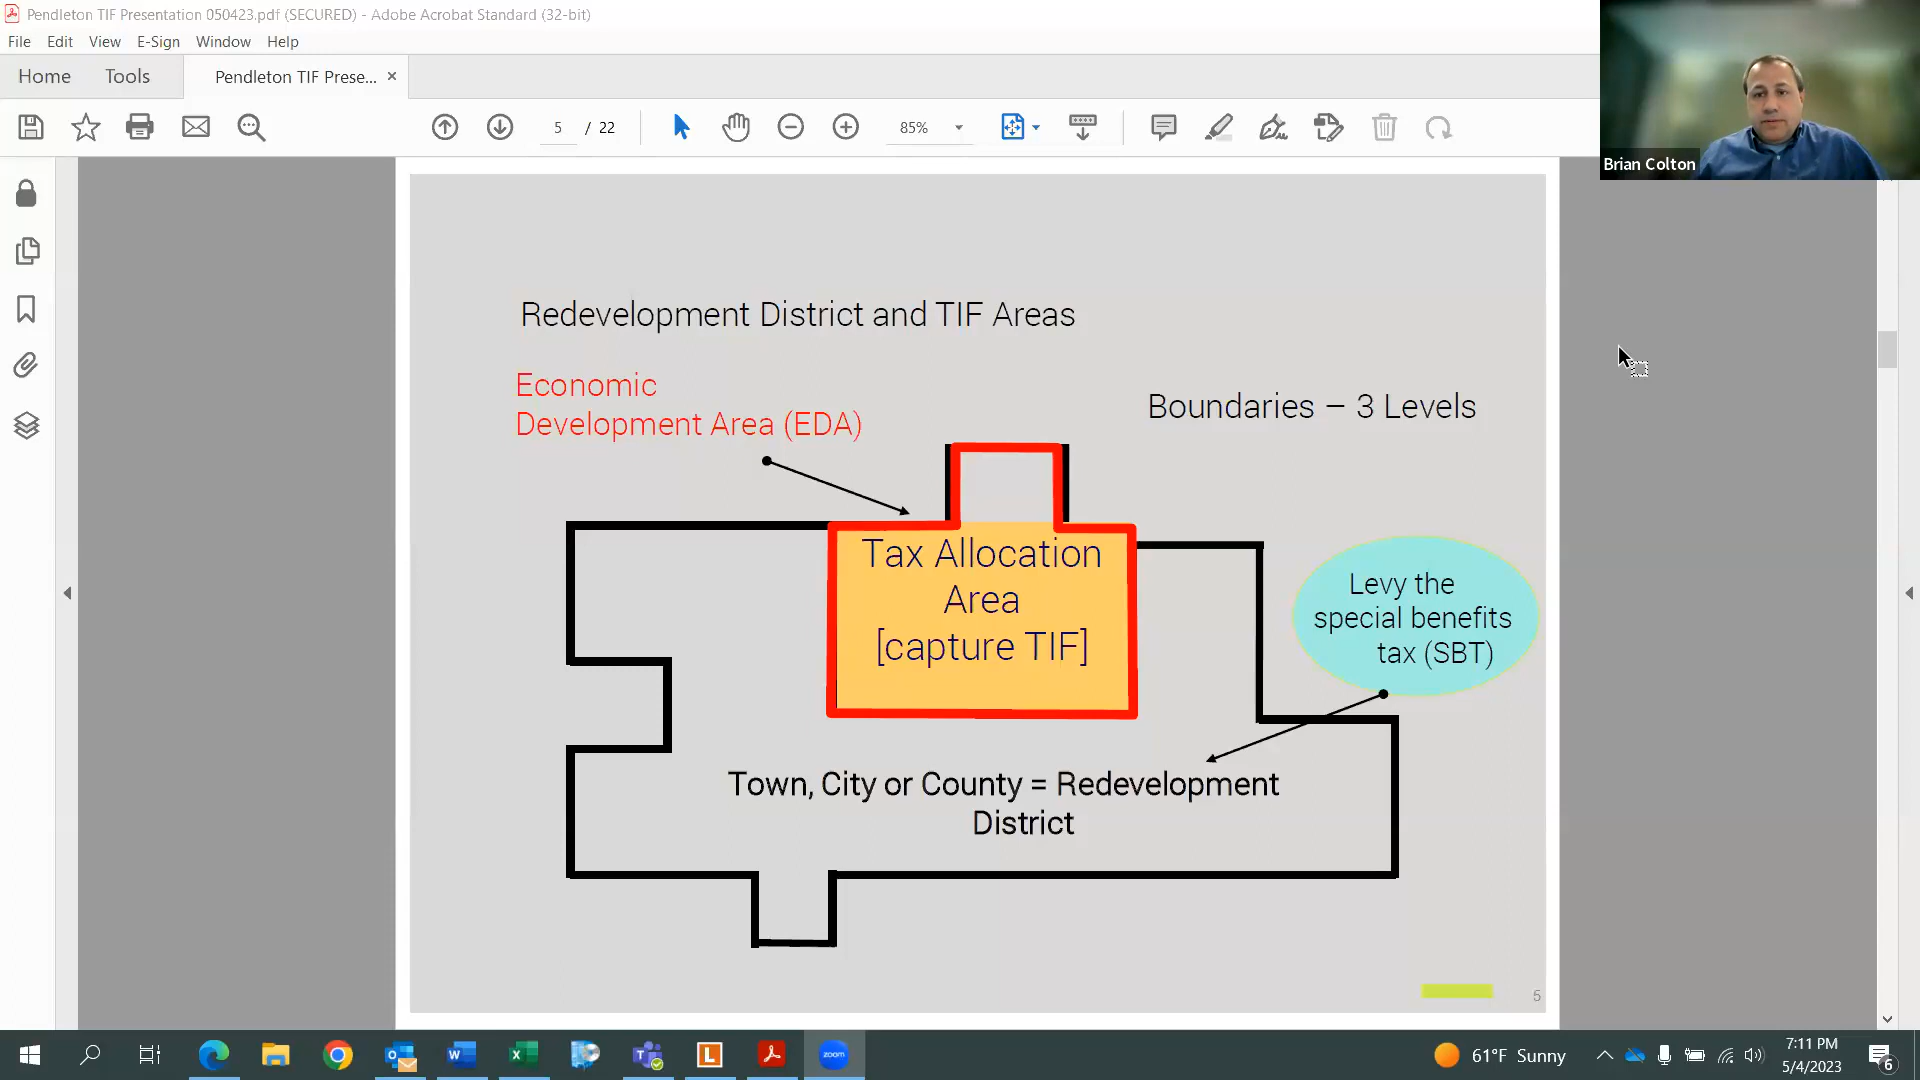 Pendleton TIF Presentation 050423.pdf (SECURED) - Adobe Acrobat Standard (32-bit)
File Edit View E-Sign Window Help
Home Tools Pendleton TIF Prese... ×
5 / 22 85%
Brian Colton
Redevelopment District and TIF Areas
Economic
Development Area (EDA)
Boundaries – 3 Levels
Tax Allocation
Area
[capture TIF]
Levy the
special benefits
tax (SBT)
Town, City or County = Redevelopment
District
5
zoom
61°F Sunny
7:11 PM
5/4/2023
6